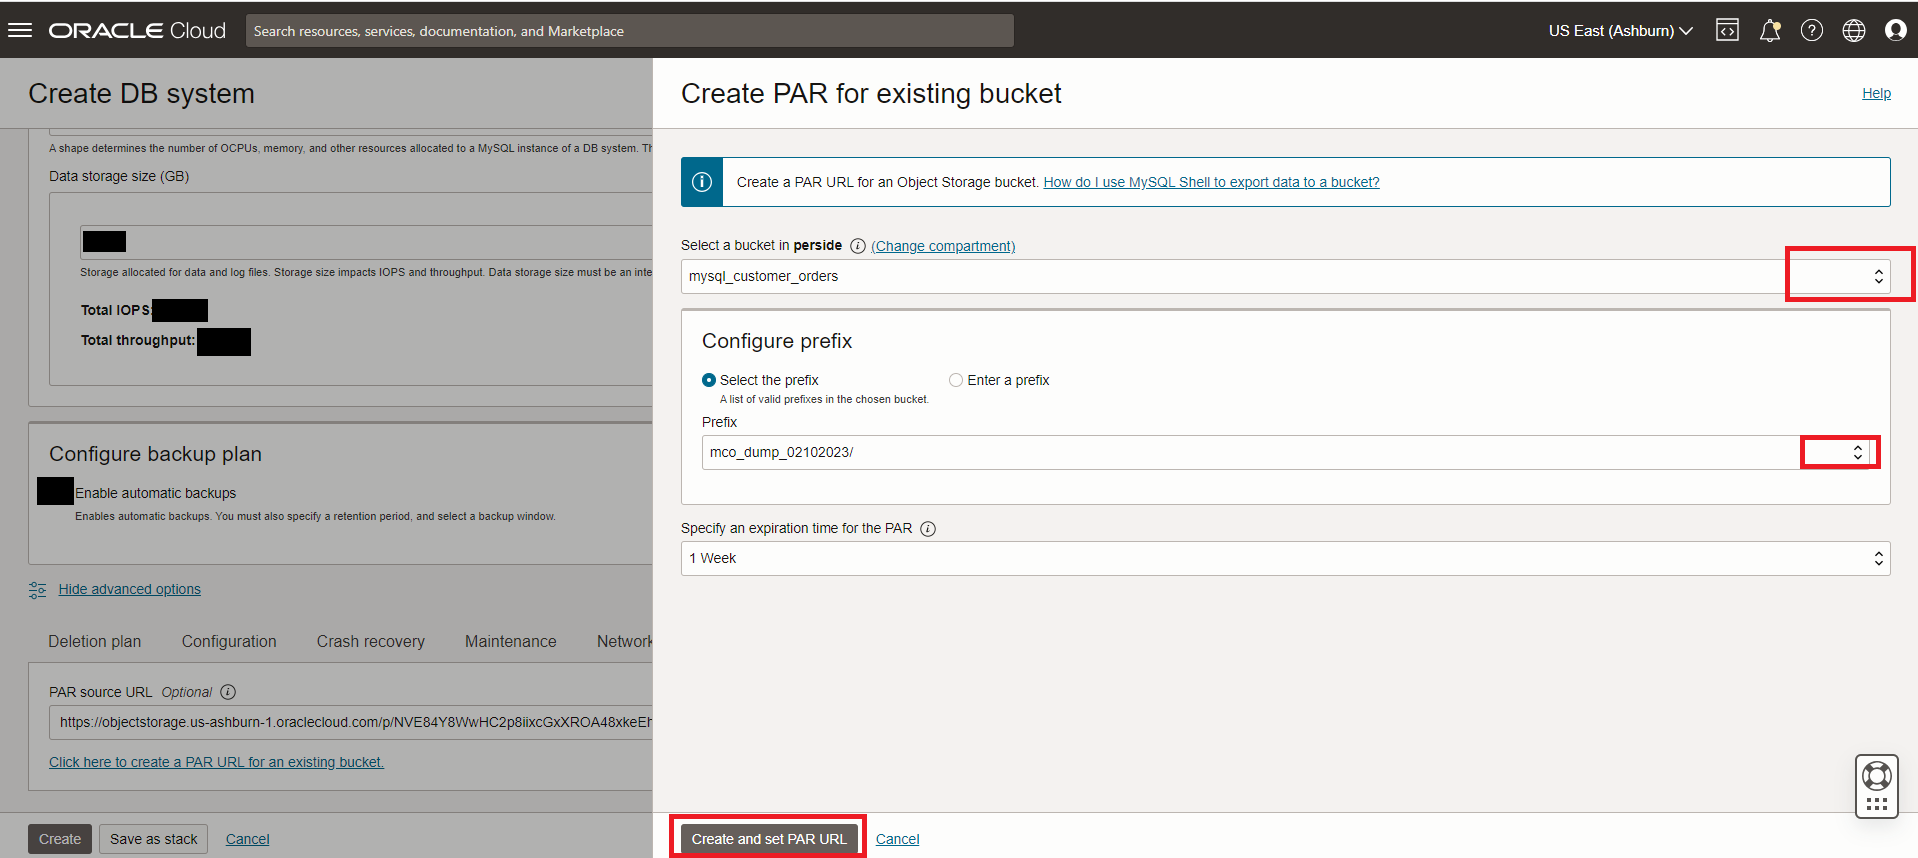 ORACLE Cloud
Search resources, services, documentation, and Marketplace
US East (Ashburn)
Create DB system
A shape determines the number of OCPUs, memory, and other resources allocated to a MySQL instance of a DB system. Th
Data storage size (GB)
Storage allocated for data and log files. Storage size impacts IOPS and throughput. Data storage size must be an inte
Total IOPS:
Total throughput:
Configure backup plan
Enable automatic backups
Enables automatic backups. You must also specify a retention period, and select a backup window.
Hide advanced options
Deletion plan Configuration Crash recovery Maintenance Network
PAR source URL Optional
https://objectstorage.us-ashburn-1.oraclecloud.com/p/NVE84Y8WwHC2p8iixcGxXROA48xkeEh
Click here to create a PAR URL for an existing bucket.
Create Save as stack Cancel
Create PAR for existing bucket
Help
Create a PAR URL for an Object Storage bucket. How do I use MySQL Shell to export data to a bucket?
Select a bucket in perside (Change compartment)
mysql_customer_orders
Configure prefix
Select the prefix Enter a prefix
A list of valid prefixes in the chosen bucket.
Prefix
mco_dump_02102023/
Specify an expiration time for the PAR
1 Week
Create and set PAR URL Cancel